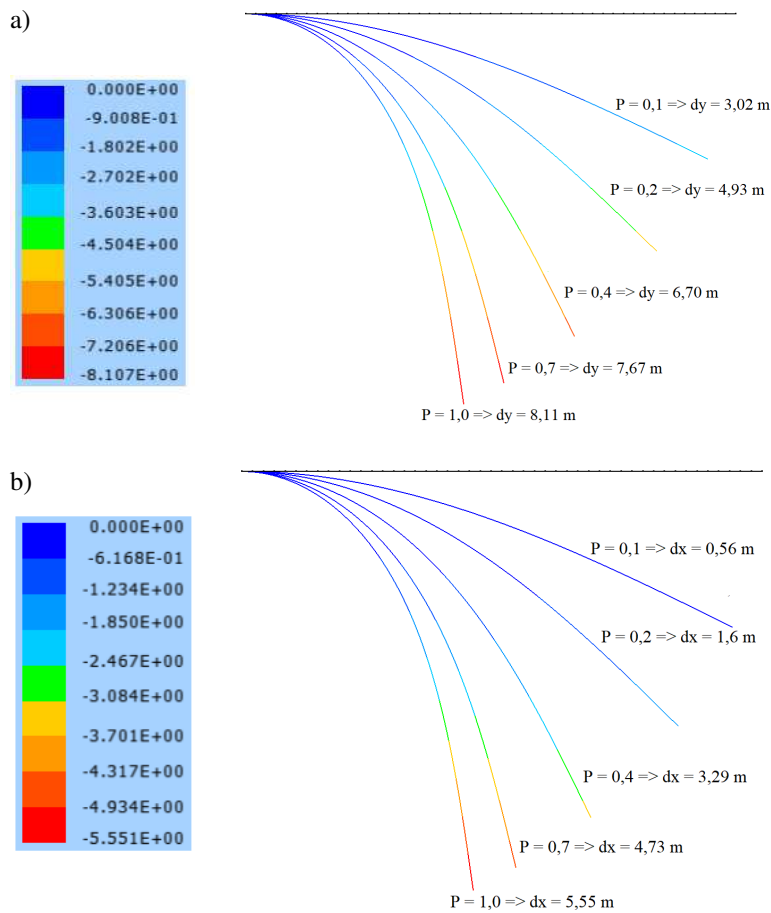 a)
0.000E+00
-9.008E-01
-1.802E+00
-2.702E+00
-3.603E+00
-4.504E+00
-5.405E+00
-6.306E+00
-7.206E+00
-8.107E+00
P = 0,1 => dy = 3,02 m
P = 0,2 => dy = 4,93 m
P = 0,4 => dy = 6,70 m
P = 0,7 => dy = 7,67 m
P = 1,0 => dy = 8,11 m
b)
0.000E+00
-6.168E-01
-1.234E+00
-1.850E+00
-2.467E+00
-3.084E+00
-3.701E+00
-4.317E+00
-4.934E+00
-5.551E+00
P = 0,1 => dx = 0,56 m
P = 0,2 => dx = 1,6 m
P = 0,4 => dx = 3,29 m
P = 0,7 => dx = 4,73 m
P = 1,0 => dx = 5,55 m